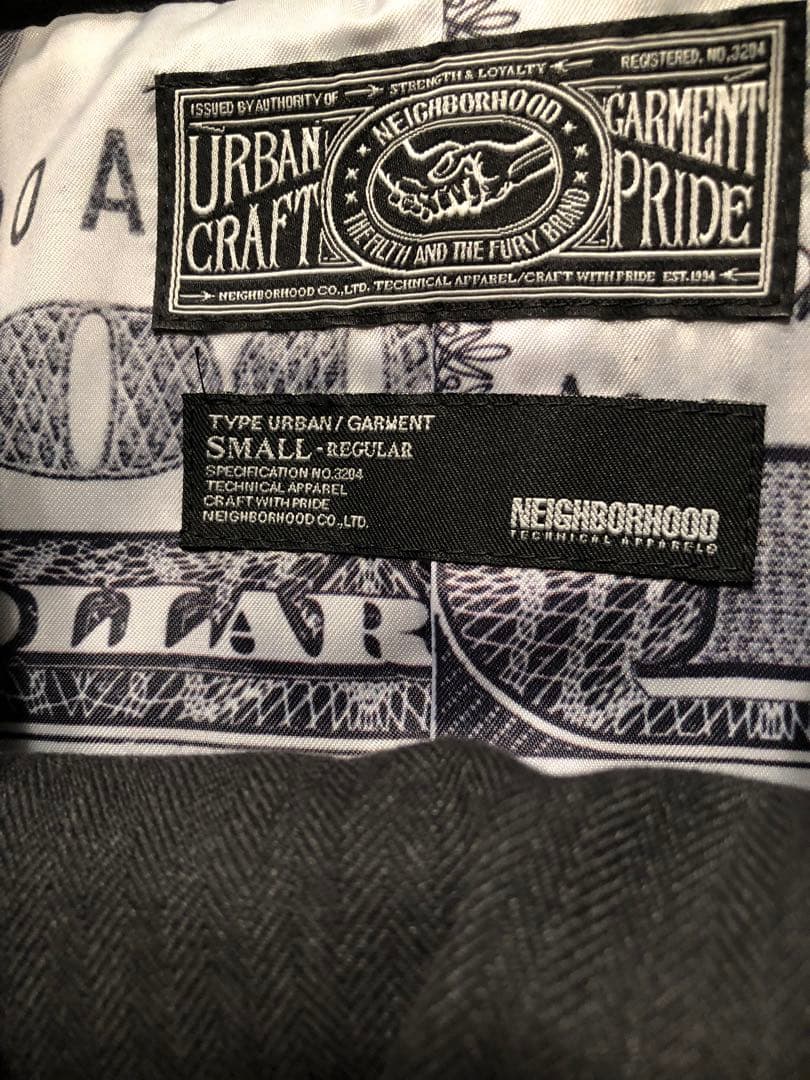 ISSUED BY AUTHORITY OF
STRENGTH & LOYALTY
REGISTERED. NO.3204
URBAN
CRAFT
NEIGHBORHOOD
THE FILTH AND THE FURY BRAND
GARMENT
PRIDE
NEIGHBORHOOD CO.,LTD. TECHNICAL APPAREL/CRAFT WITH PRIDE EST.1994
TYPE URBAN / GARMENT
SMALL - REGULAR
SPECIFICATION NO.3204
TECHNICAL APPAREL
CRAFT WITH PRIDE
NEIGHBORHOOD CO.,LTD.
NEIGHBORHOOD
TECHNICAL APPARELS
LLAR